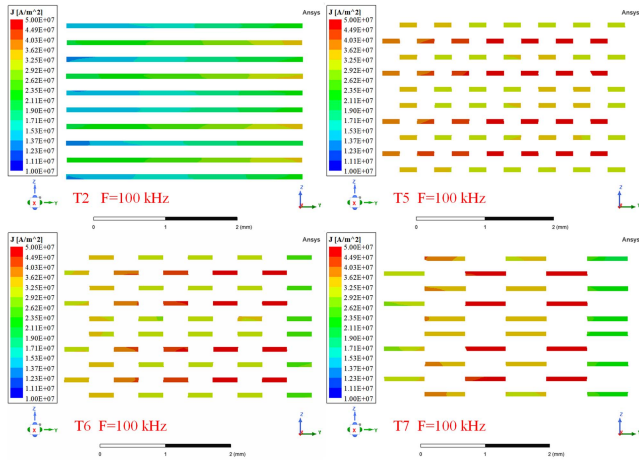 J [A/m^2]
5.00E+07
4.49E+07
4.03E+07
3.62E+07
3.25E+07
2.92E+07
2.61E+07
2.35E+07
2.11E+07
1.90E+07
1.71E+07
1.53E+07
1.37E+07
1.23E+07
1.11E+07
1.00E+07
Ansys
Z
X
Y
T2 F=100 kHz
Z
Y
0 1 2 (mm)
J [A/m^2]
5.00E+07
4.49E+07
4.03E+07
3.62E+07
3.25E+07
2.92E+07
2.61E+07
2.35E+07
2.11E+07
1.90E+07
1.71E+07
1.53E+07
1.37E+07
1.23E+07
1.11E+07
1.00E+07
Ansys
Z
X
Y
T5 F=100 kHz
Z
Y
0 1 2 (mm)
J [A/m^2]
5.00E+07
4.49E+07
4.03E+07
3.62E+07
3.25E+07
2.92E+07
2.61E+07
2.35E+07
2.11E+07
1.90E+07
1.71E+07
1.53E+07
1.37E+07
1.23E+07
1.11E+07
1.00E+07
Ansys
Z
X
Y
T6 F=100 kHz
Z
Y
0 1 2 (mm)
J [A/m^2]
5.00E+07
4.49E+07
4.03E+07
3.62E+07
3.25E+07
2.92E+07
2.61E+07
2.35E+07
2.11E+07
1.90E+07
1.71E+07
1.53E+07
1.37E+07
1.23E+07
1.11E+07
1.00E+07
Ansys
Z
X
Y
T7 F=100 kHz
Z
Y
0 1 2 (mm)